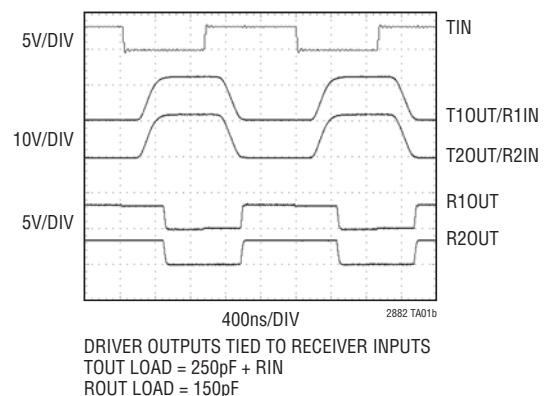 TIN
5V/DIV
T1OUT/R1IN
10V/DIV
T2OUT/R2IN
R1OUT
5V/DIV
R2OUT
400ns/DIV
2882 TA01b
DRIVER OUTPUTS TIED TO RECEIVER INPUTS
TOUT LOAD = 250pF + RIN
ROUT LOAD = 150pF